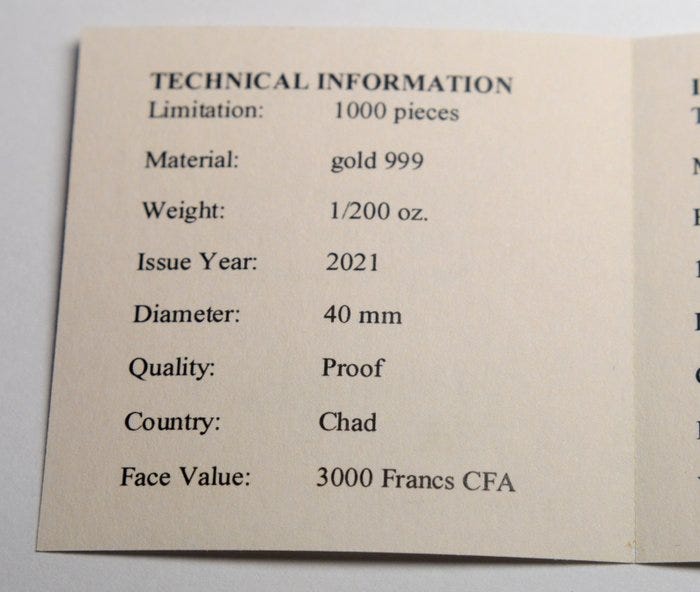 TECHNICAL INFORMATION
Limitation: 1000 pieces
Material: gold 999
Weight: 1/200 oz.
Issue Year: 2021
Diameter: 40 mm
Quality: Proof
Country: Chad
Face Value: 3000 Francs CFA